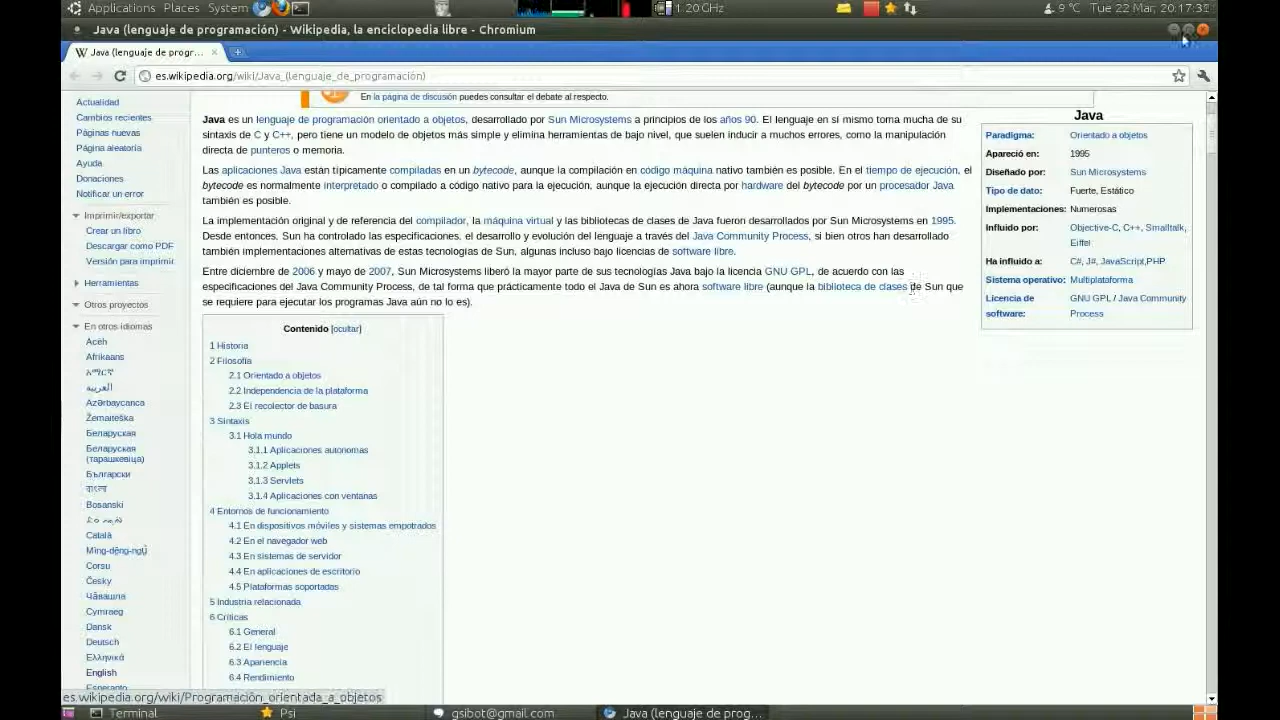 Applications Places System
1.20 GHz
9 °C Tue 22 Mar, 20:17:35
Java (lenguaje de programación) - Wikipedia, la enciclopedia libre - Chromium
Java (lenguaje de progr...
es.wikipedia.org/wiki/Java_(lenguaje_de_programación)
Actualidad
Cambios recientes
Páginas nuevas
Página aleatoria
Ayuda
Donaciones
Notificar un error
Imprimir/exportar
Crear un libro
Descargar como PDF
Versión para imprimir
Herramientas
Otros proyectos
En otros idiomas
Aceh
Afrikaans
አማርኛ
العربية
Azərbaycanca
Žemaitėška
Беларуская
Беларуская
(тарашкевіца)
Български
বাংলা
Bosanski
Català
Mìng-dĕ̤ng-ngṳ̄
Corsu
Česky
Чӑвашла
Cymraeg
Dansk
Deutsch
Ελληνικά
English
Esperanto
En la página de discusión puedes consultar el debate al respecto.
Java es un lenguaje de programación orientado a objetos, desarrollado por Sun Microsystems a principios de los años 90. El lenguaje en sí mismo toma mucha de su
sintaxis de C y C++, pero tiene un modelo de objetos más simple y elimina herramientas de bajo nivel, que suelen inducir a muchos errores, como la manipulación
directa de punteros o memoria.
Las aplicaciones Java están típicamente compiladas en un bytecode, aunque la compilación en código máquina nativo también es posible. En el tiempo de ejecución, el
bytecode es normalmente interpretado o compilado a código nativo para la ejecución, aunque la ejecución directa por hardware del bytecode por un procesador Java
también es posible.
La implementación original y de referencia del compilador, la máquina virtual y las bibliotecas de clases de Java fueron desarrollados por Sun Microsystems en 1995.
Desde entonces, Sun ha controlado las especificaciones, el desarrollo y evolución del lenguaje a través del Java Community Process, si bien otros han desarrollado
también implementaciones alternativas de estas tecnologías de Sun, algunas incluso bajo licencias de software libre.
Entre diciembre de 2006 y mayo de 2007, Sun Microsystems liberó la mayor parte de sus tecnologías Java bajo la licencia GNU GPL, de acuerdo con las
especificaciones del Java Community Process, de tal forma que prácticamente todo el Java de Sun es ahora software libre (aunque la biblioteca de clases de Sun que
se requiere para ejecutar los programas Java aún no lo es).
Contenido [ocultar]
1 Historia
2 Filosofía
2.1 Orientado a objetos
2.2 Independencia de la plataforma
2.3 El recolector de basura
3 Sintaxis
3.1 Hola mundo
3.1.1 Aplicaciones autónomas
3.1.2 Applets
3.1.3 Servlets
3.1.4 Aplicaciones con ventanas
4 Entornos de funcionamiento
4.1 En dispositivos móviles y sistemas empotrados
4.2 En el navegador web
4.3 En sistemas de servidor
4.4 En aplicaciones de escritorio
4.5 Plataformas soportadas
5 Industria relacionada
6 Críticas
6.1 General
6.2 El lenguaje
6.3 Apariencia
6.4 Rendimiento
Java
Paradigma: Orientado a objetos
Apareció en: 1995
Diseñado por: Sun Microsystems
Tipo de dato: Fuerte, Estático
Implementaciones: Numerosas
Influido por: Objective-C, C++, Smalltalk,
Eiffel
Ha influido a: C#, J#, JavaScript,PHP
Sistema operativo: Multiplataforma
Licencia de GNU GPL / Java Community
software: Process
es.wikipedia.org/wiki/Programación_orientada_a_objetos
Terminal
Psi
gsibot@gmail.com
Java (lenguaje de prog...